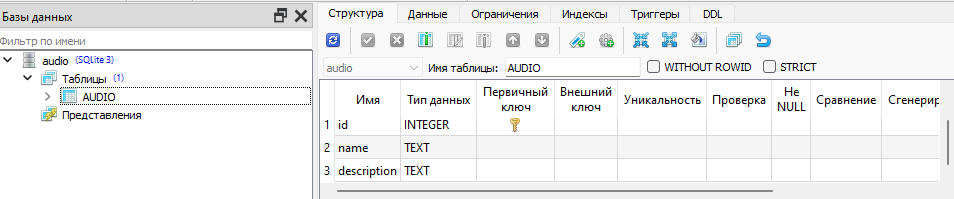 Базы данных
Фильтр по имени
audio (SQLite 3)
Таблицы (1)
AUDIO
Представления
Структура Данные Ограничения Индексы Триггеры DDL
audio Имя таблицы: AUDIO WITHOUT ROWID STRICT
Имя Тип данных Первичный ключ Внешний ключ Уникальность Проверка Не NULL Сравнение Сгенерир
1 id INTEGER
2 name TEXT
3 description TEXT